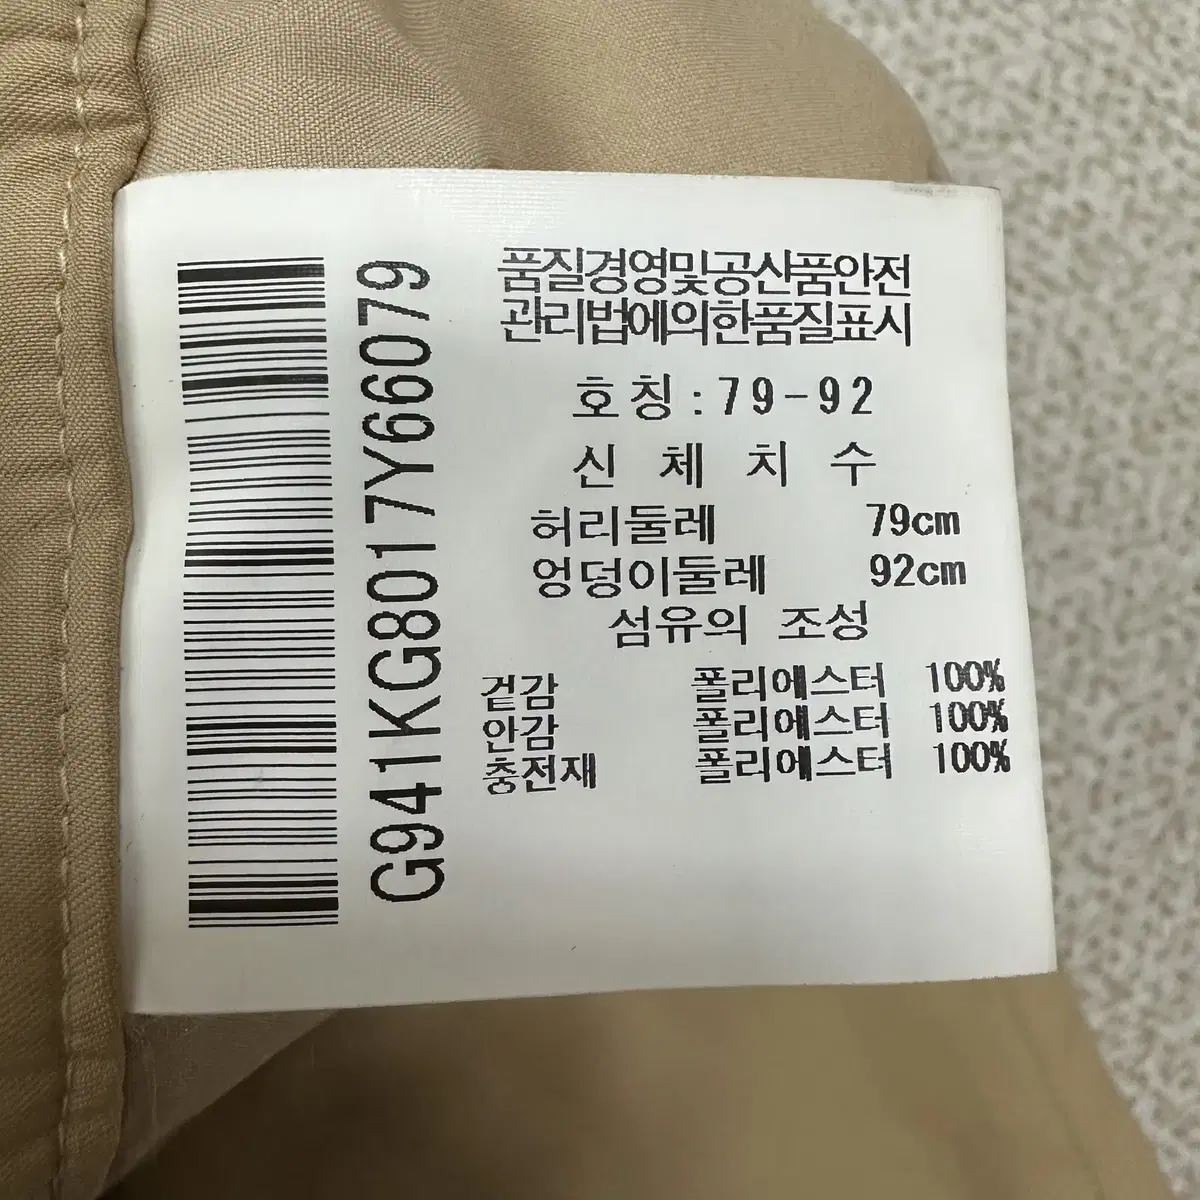 품질경영및공산품안전
관리법에의한품질표시
호칭:79-92
신체치수
허리둘레 79cm
엉덩이둘레 92cm
섬유의 조성
겉감 폴리에스터 100%
안감 폴리에스터 100%
충전재 폴리에스터 100%
G941KG8017Y66079